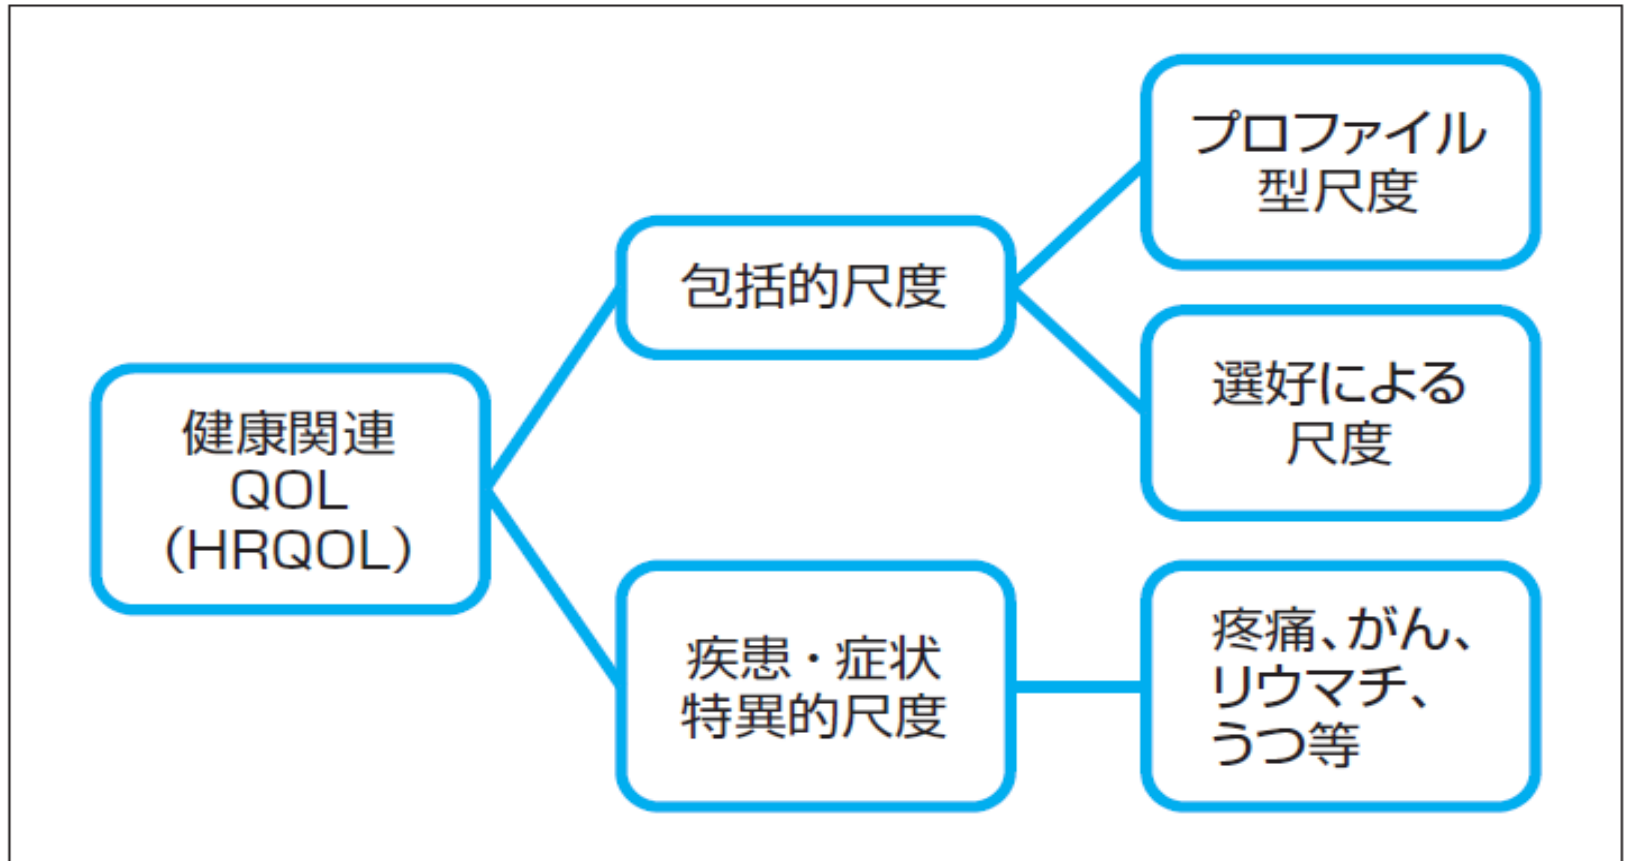 プロファイル
型尺度
包括的尺度
選好による
尺度
健康関連
QOL
（HRQOL）
疾患・症状
特異的尺度
疼痛、がん、
リウマチ、
うつ等